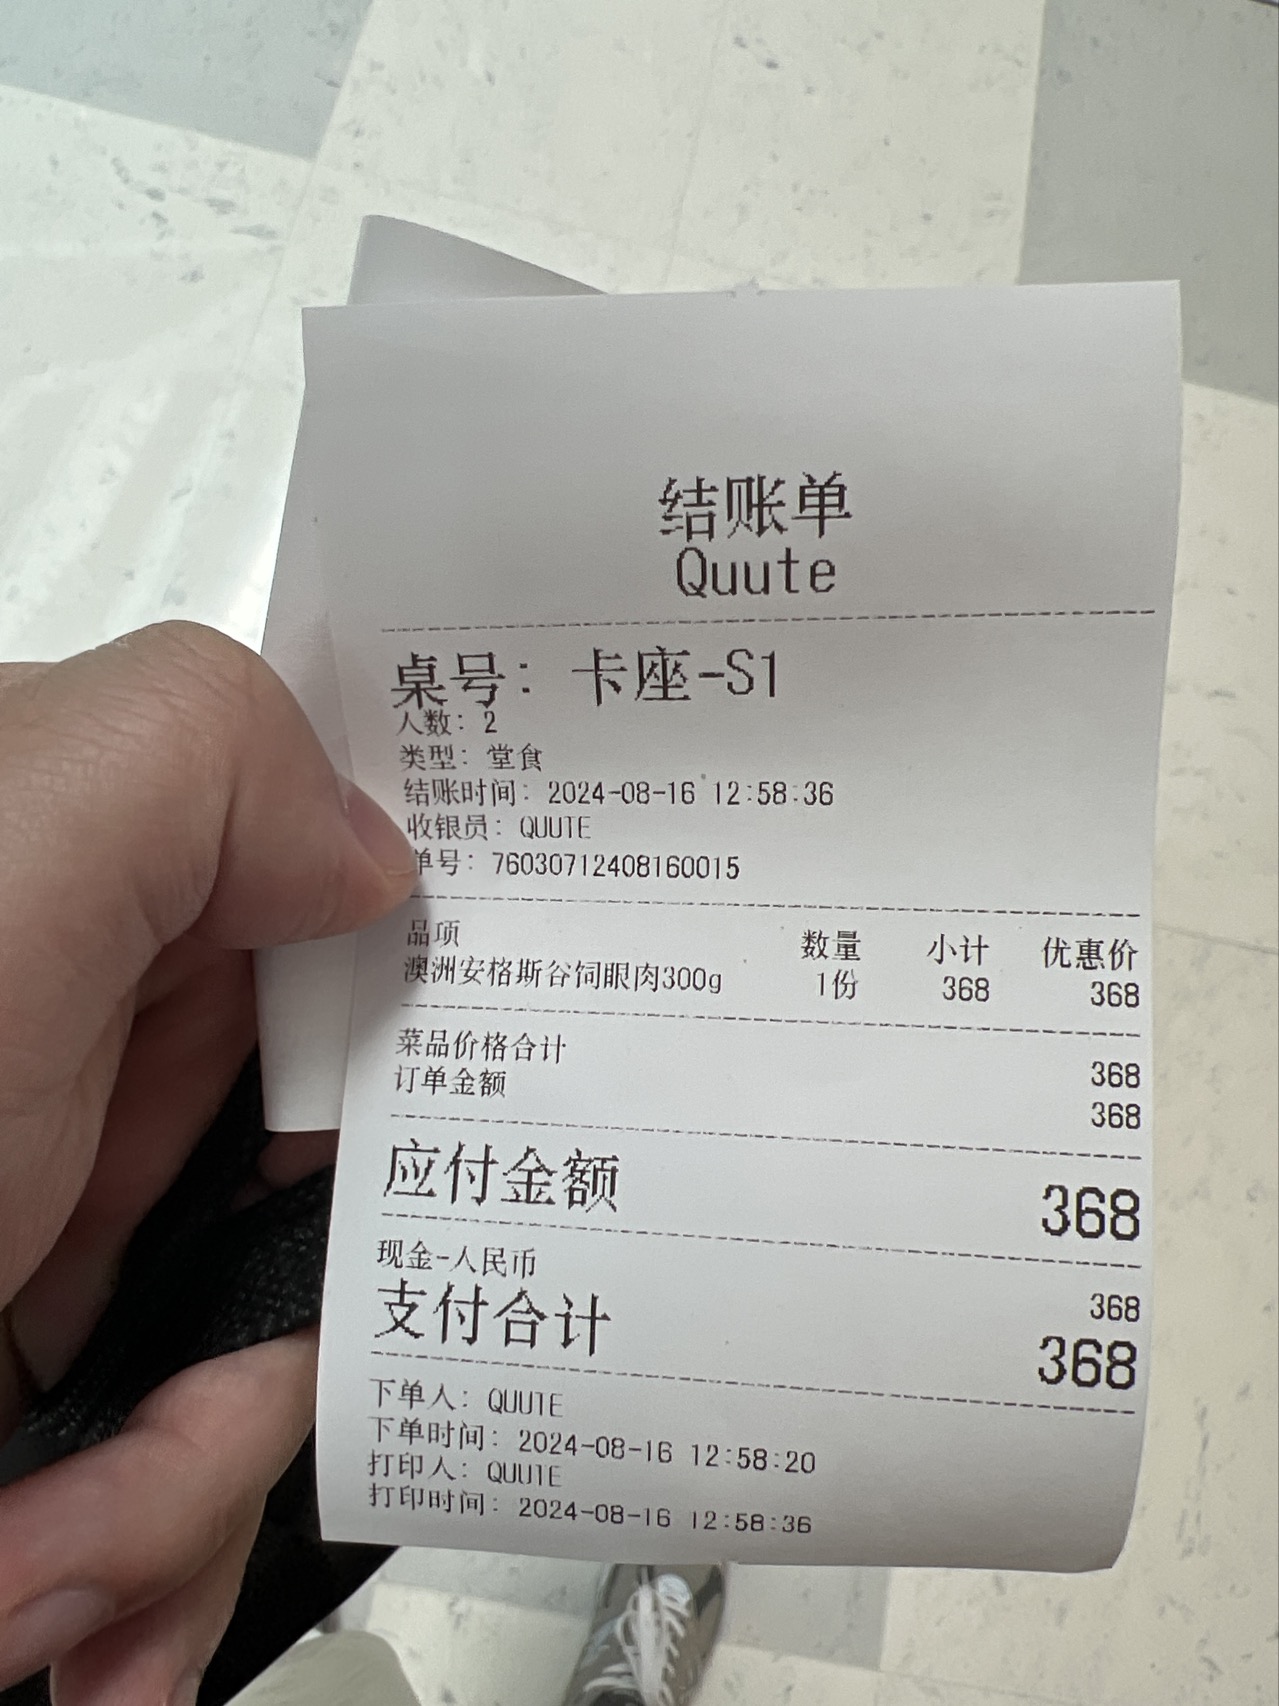 结账单
Quute
桌号: 卡座-S1
人数: 2
类型: 堂食
结账时间: 2024-08-16 12:58:36
收银员: QUUTE
单号: 76030712408160015
品项 数量 小计 优惠价
澳洲安格斯谷饲眼肉300g 1份 368 368
菜品价格合计 368
订单金额 368
应付金额 368
现金-人民币 368
支付合计 368
下单人: QUUTE
下单时间: 2024-08-16 12:58:20
打印人: QUUTE
打印时间: 2024-08-16 12:58:36